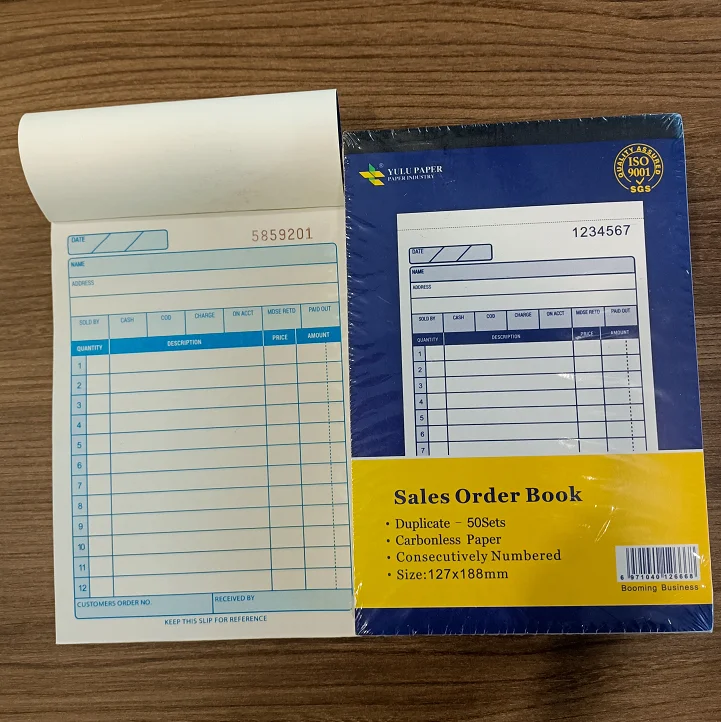 DATE
5859201
NAME
ADDRESS
SOLD BY CASH COD CHARGE ON ACCT MDSE RETD PAID OUT
QUANTITY DESCRIPTION PRICE AMOUNT
1
2
3
4
5
6
7
8
9
10
11
12
CUSTOMERS ORDER NO. RECEIVED BY
KEEP THIS SLIP FOR REFERENCE
YULU PAPER
PAPER INDUSTRY
QUALITY ASSURED
ISO
9001
SGS
1234567
DATE
NAME
ADDRESS
SOLD BY CASH COD CHARGE ON ACCT MDSE RETD PAID OUT
QUANTITY DESCRIPTION PRICE AMOUNT
1
2
3
4
5
6
7
Sales Order Book
• Duplicate - 50Sets
• Carbonless Paper
• Consecutively Numbered
• Size:127x188mm
6 971040 126668
Booming Business